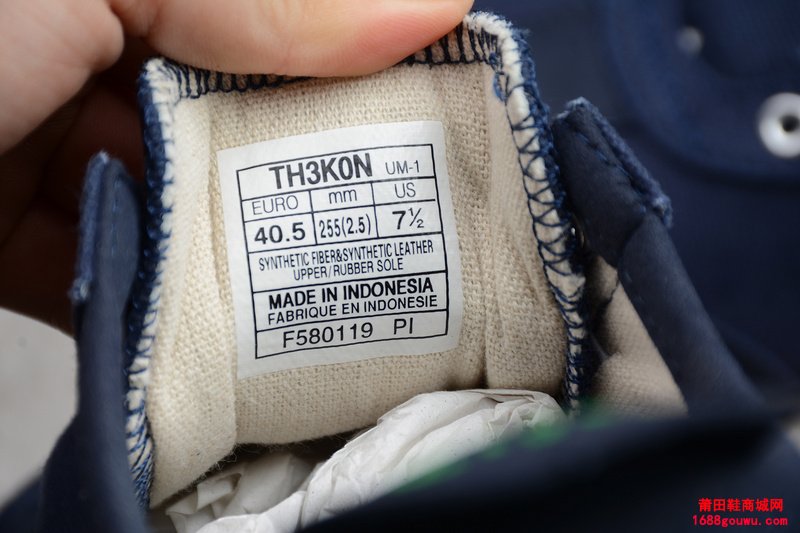 TH3K0N UM-1
EURO mm US
40.5 255(2.5) 7½
SYNTHETIC FIBER&SYNTHETIC LEATHER
UPPER/RUBBER SOLE
MADE IN INDONESIA
FABRIQUE EN INDONESIE
F580119 PI
莆田鞋商城网
1688gouwu.com